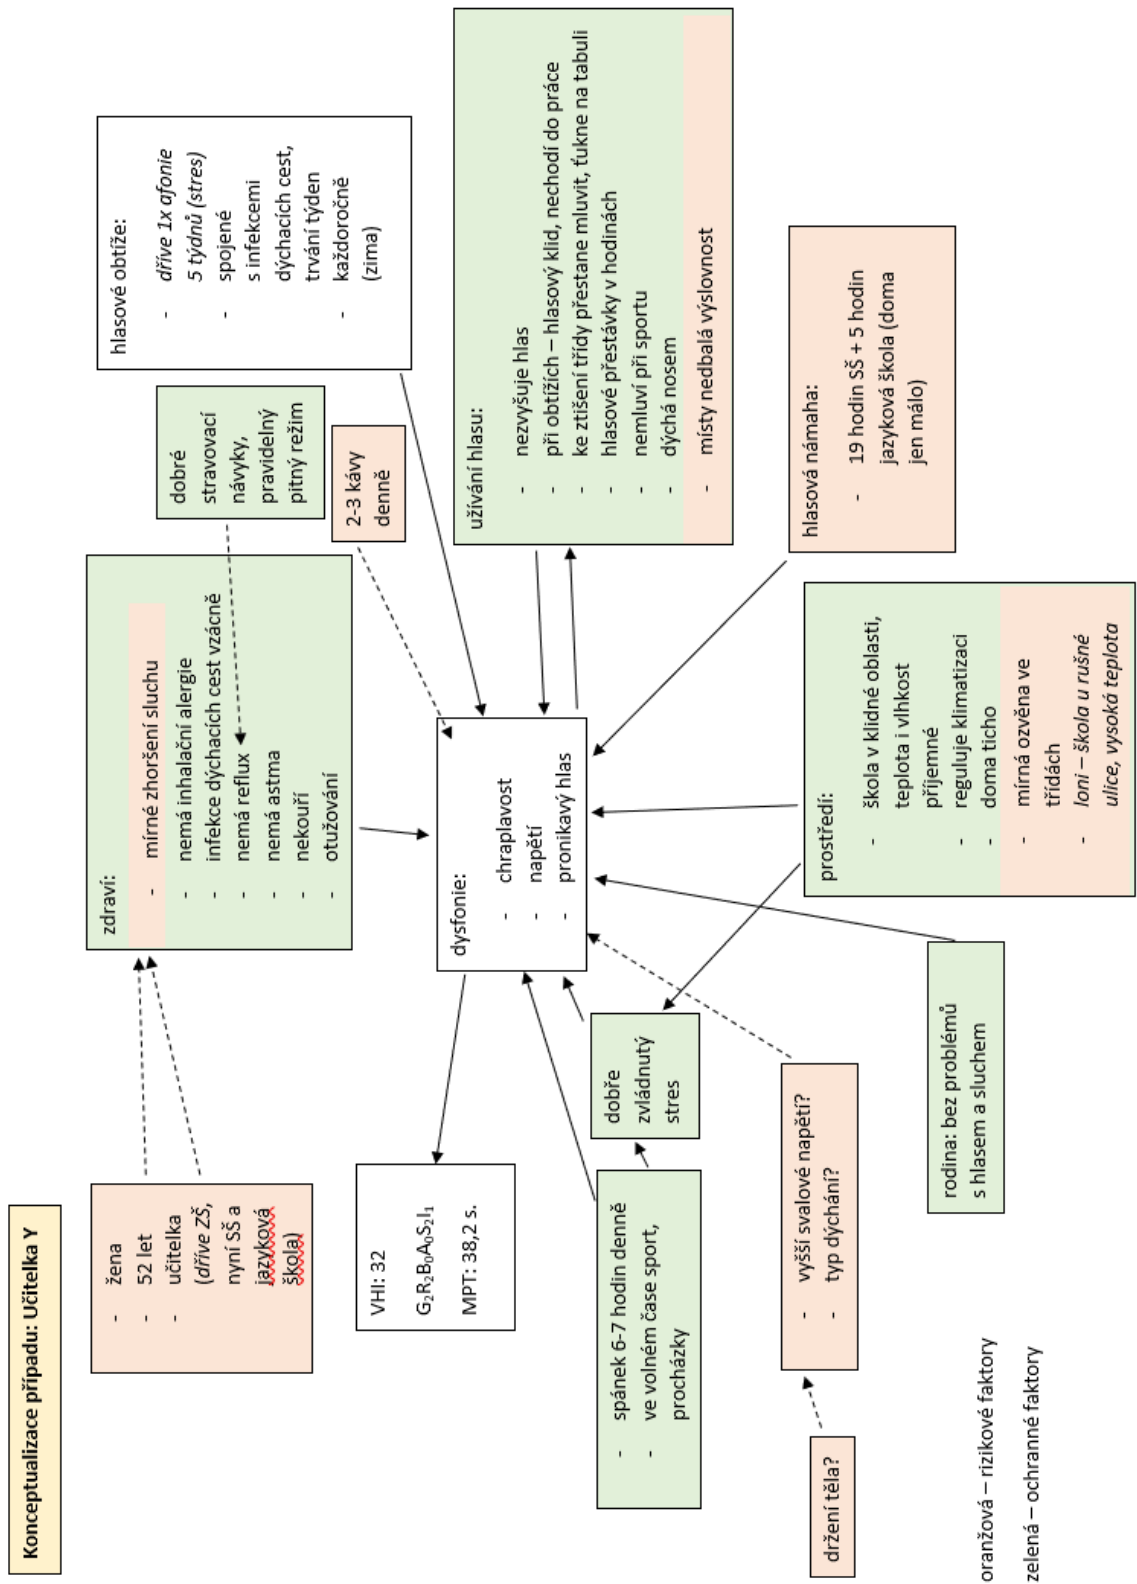 Konceptualizace případu: Učitelka Y
- žena
- 52 let
- učitelka
(dříve ZŠ,
nyní SŠ a
jazyková
škola)
zdraví:
- mírné zhoršení sluchu
- nemá inhalační alergie
- infekce dýchacích cest vzácně
- nemá reflux
- nemá astma
- nekouří
- otužování
dobré
stravovací
návyky,
pravidelný
pitný režim
2-3 kávy
denně
hlasové obtíže:
- dříve 1x afonie
5 týdnů (stres)
- spojené
s infekcemi
dýchacích cest,
trvání týden
- každoročně
(zima)
VHI: 32
G₂R₂B₀A₀S₂I₁
MPT: 38,2 s.
dysfonie:
- chraplavost
- napětí
- pronikavý hlas
užívání hlasu:
- nezvyšuje hlas
- při obtížích – hlasový klid, nechodí do práce
- ke ztišení třídy přestane mluvit, ťukne na tabuli
- hlasové přestávky v hodinách
- nemluví při sportu
- dýchá nosem
- místy nedbalá výslovnost
- spánek 6-7 hodin denně
- ve volném čase sport,
procházky
dobře
zvládnutý
stres
držení těla?
- vyšší svalové napětí?
- typ dýchání?
rodina: bez problémů
s hlasem a sluchem
prostředí:
- škola v klidné oblasti,
teplota i vlhkost
příjemné
- reguluje klimatizaci
- doma ticho
- mírná ozvěna ve
třídách
- loni – škola u rušné
ulice, vysoká teplota
hlasová námaha:
- 19 hodin SŠ + 5 hodin
jazyková škola (doma
jen málo)
oranžová – rizikové faktory
zelená – ochranné faktory